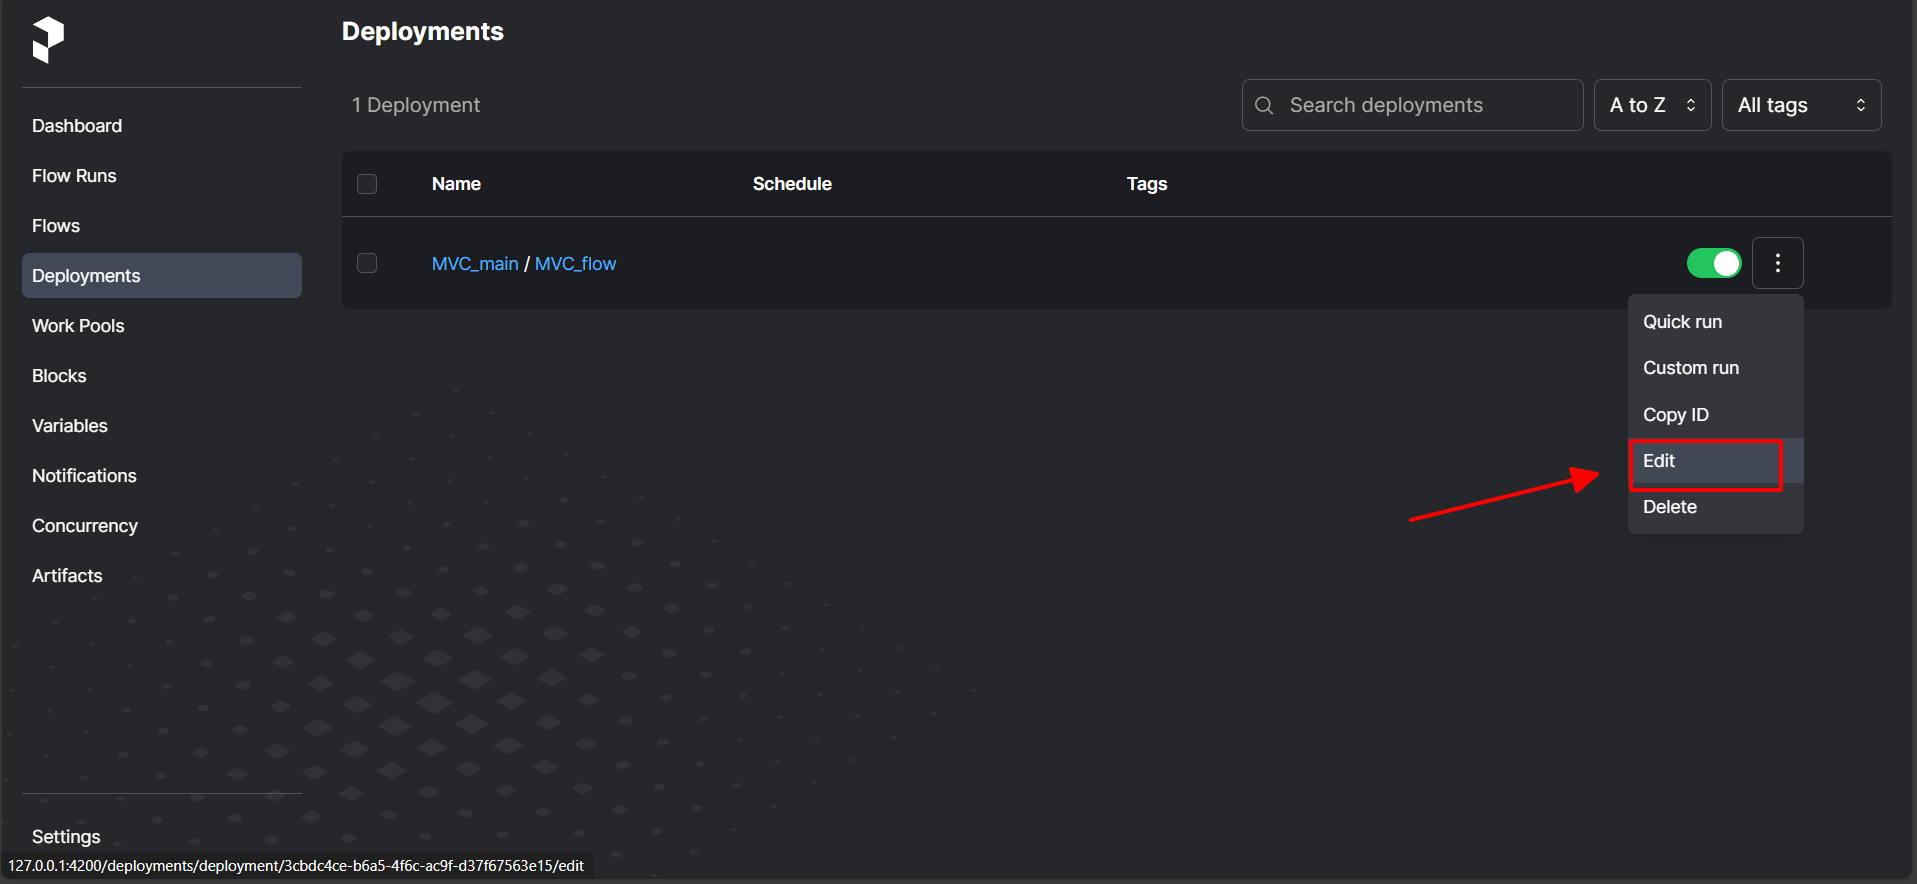 Deployments
1 Deployment
Search deployments
A to Z
All tags
Dashboard
Flow Runs
Flows
Deployments
Work Pools
Blocks
Variables
Notifications
Concurrency
Artifacts
Settings
Name Schedule Tags
MVC_main / MVC_flow
Quick run
Custom run
Copy ID
Edit
Delete
127.0.0.1:4200/deployments/deployment/3cbdc4ce-b6a5-4f6c-ac9f-d37f67563e15/edit